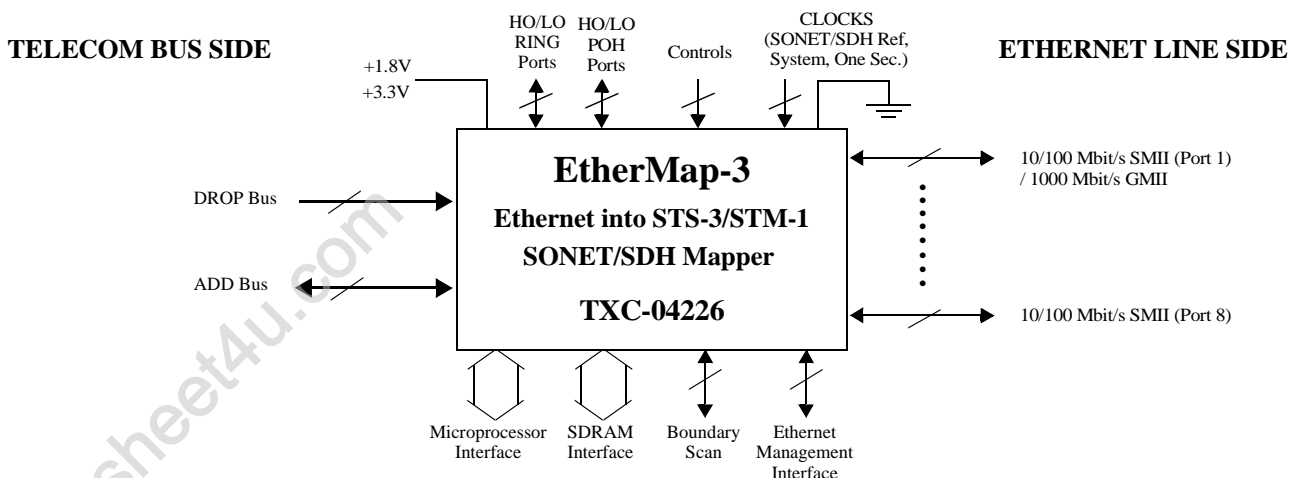 TELECOM BUS SIDE
ETHERNET LINE SIDE
HO/LO
RING
Ports
HO/LO
POH
Ports
Controls
CLOCKS
(SONET/SDH Ref,
System, One Sec.)
+1.8V
+3.3V
EtherMap-3
Ethernet into STS-3/STM-1
SONET/SDH Mapper
TXC-04226
DROP Bus
ADD Bus
10/100 Mbit/s SMII (Port 1)
/ 1000 Mbit/s GMII
10/100 Mbit/s SMII (Port 8)
Microprocessor
Interface
SDRAM
Interface
Boundary
Scan
Ethernet
Management
Interface
sheet4u.com